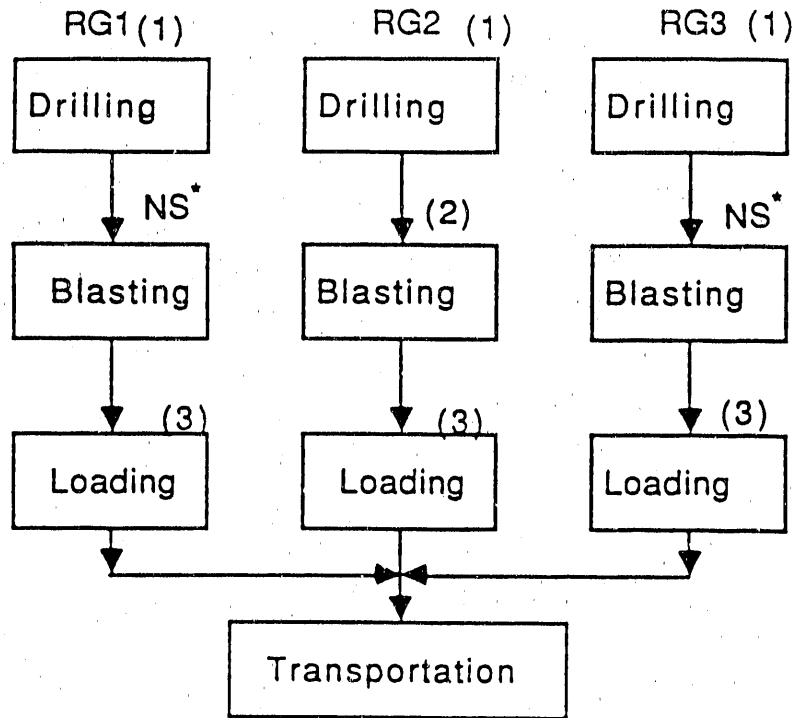 RG1 (1) RG2 (1) RG3 (1)
Drilling Drilling Drilling
NS* (2) NS*
Blasting Blasting Blasting
(3) (3) (3)
Loading Loading Loading
Transportation